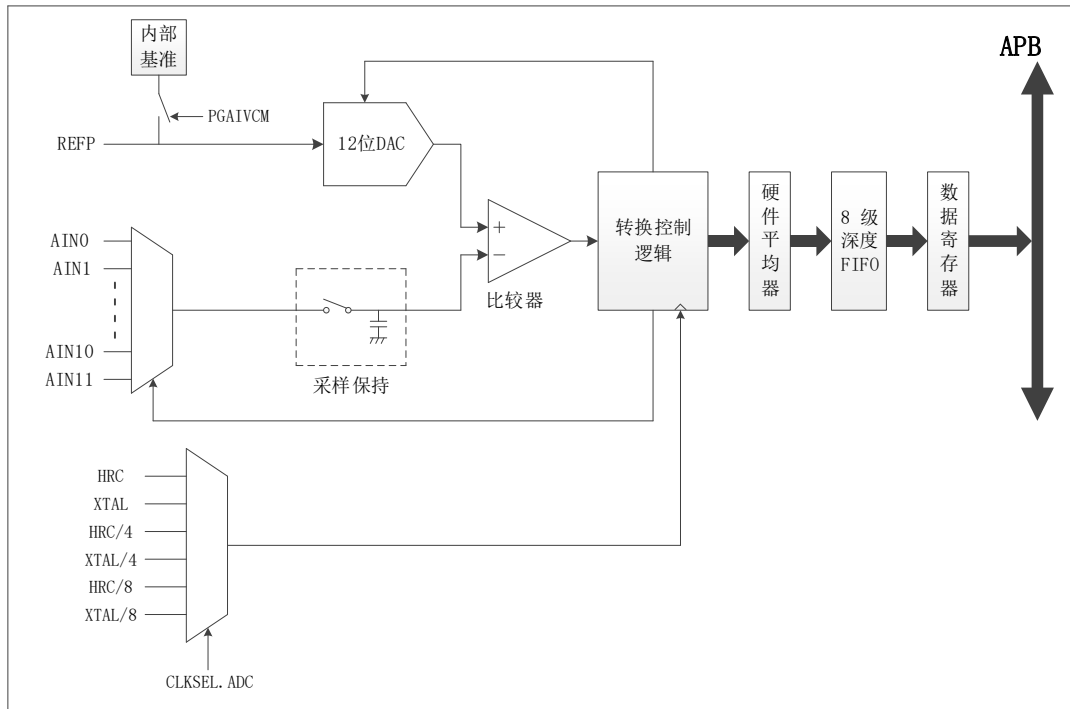 内部
基准
APB
PGAIVCM
REFP
12位DAC
AIN0
AIN1
AIN10
AIN11
采样保持
+
−
比较器
转换控制
逻辑
硬
件
平
均
器
8 级
深度
FIFO
数
据
寄
存
器
HRC
XTAL
HRC/4
XTAL/4
HRC/8
XTAL/8
CLKSEL.ADC